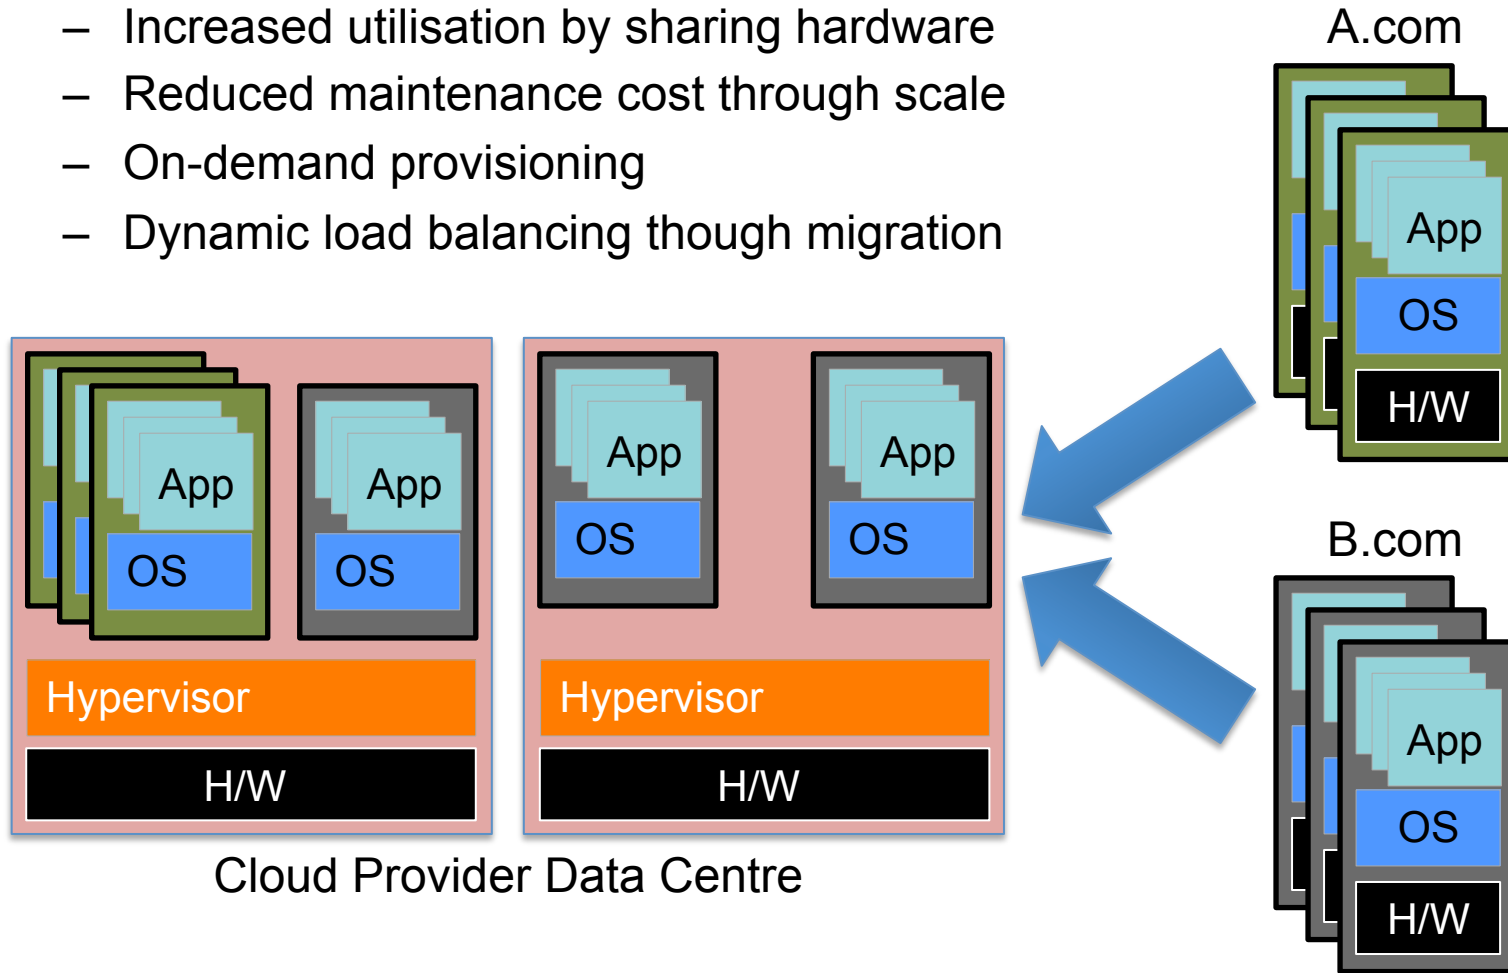 – Increased utilisation by sharing hardware
– Reduced maintenance cost through scale
– On-demand provisioning
– Dynamic load balancing though migration
A.com
App
OS
H/W
B.com
App
OS
H/W
App
OS
App
OS
Hypervisor
H/W
App
OS
App
OS
Hypervisor
H/W
Cloud Provider Data Centre